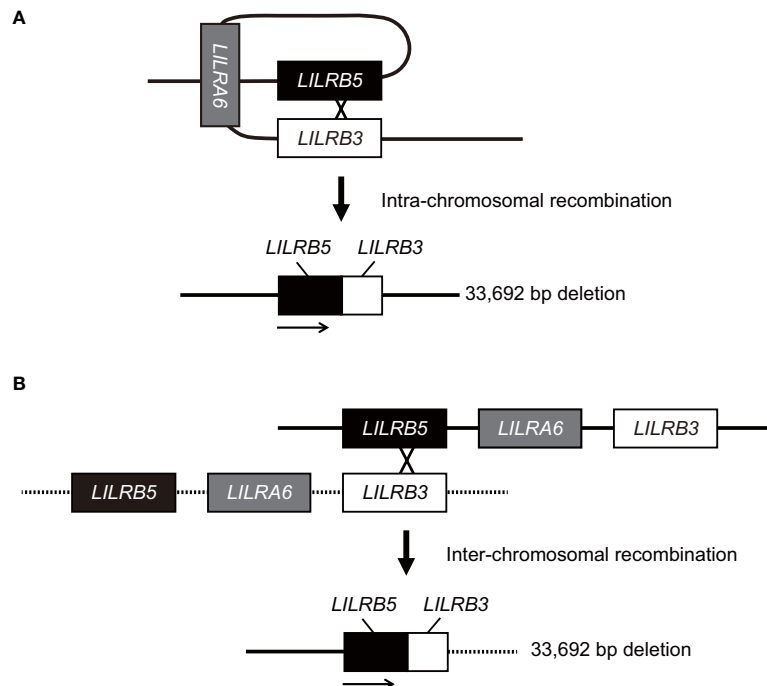 A
LILRA6
LILRB5
LILRB3
Intra-chromosomal recombination
LILRB5 LILRB3
33,692 bp deletion
B
LILRB5 LILRA6 LILRB3
LILRB5 LILRA6 LILRB3
Inter-chromosomal recombination
LILRB5 LILRB3
33,692 bp deletion